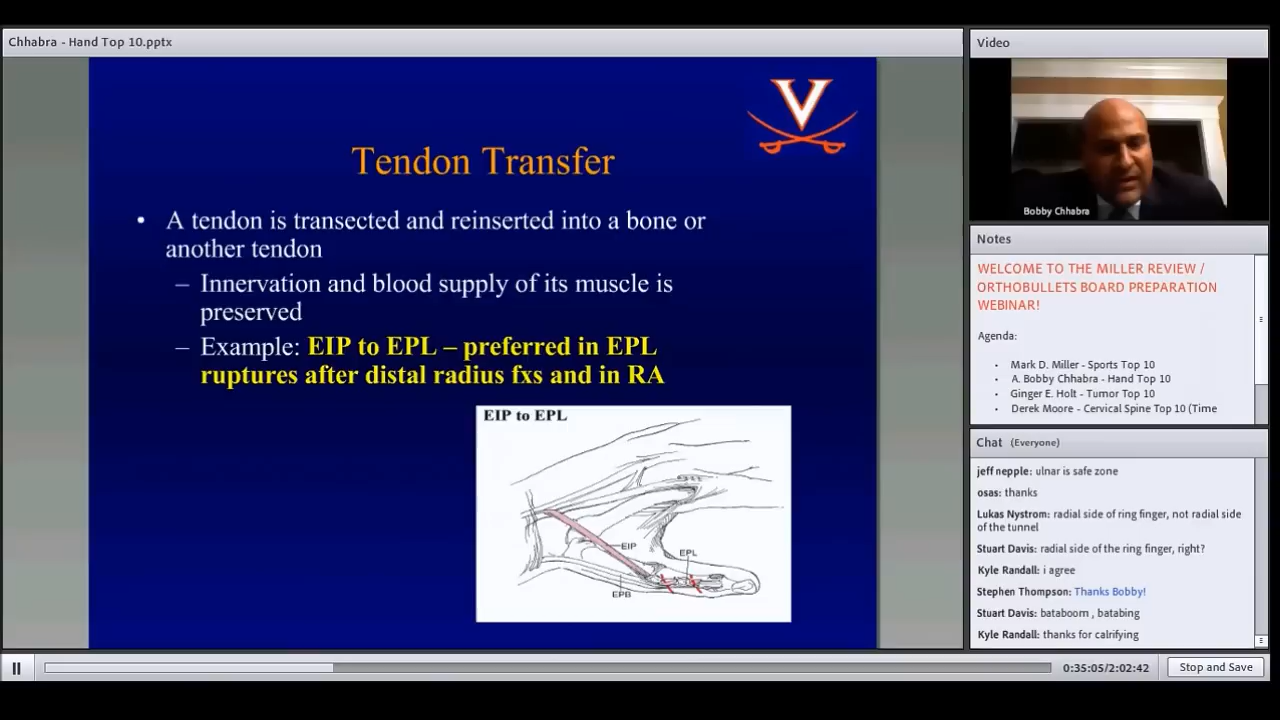 Chhabra - Hand Top 10.pptx
V
Tendon Transfer
• A tendon is transected and reinserted into a bone or
another tendon
– Innervation and blood supply of its muscle is
preserved
– Example: EIP to EPL – preferred in EPL
ruptures after distal radius fxs and in RA
EIP to EPL
EIP
EPL
EPB
Video
Bobby Chhabra
Notes
WELCOME TO THE MILLER REVIEW /
ORTHOBULLETS BOARD PREPARATION
WEBINAR!
Agenda:
• Mark D. Miller - Sports Top 10
• A. Bobby Chhabra - Hand Top 10
• Ginger E. Holt - Tumor Top 10
• Derek Moore - Cervical Spine Top 10 (Time
Chat (Everyone)
jeff nepple: ulnar is safe zone
osas: thanks
Lukas Nystrom: radial side of ring finger, not radial side
of the tunnel
Stuart Davis: radial side of the ring finger, right?
Kyle Randall: i agree
Stephen Thompson: Thanks Bobby!
Stuart Davis: bataboom , batabing
Kyle Randall: thanks for calrifying
0:35:05/2:02:42
Stop and Save